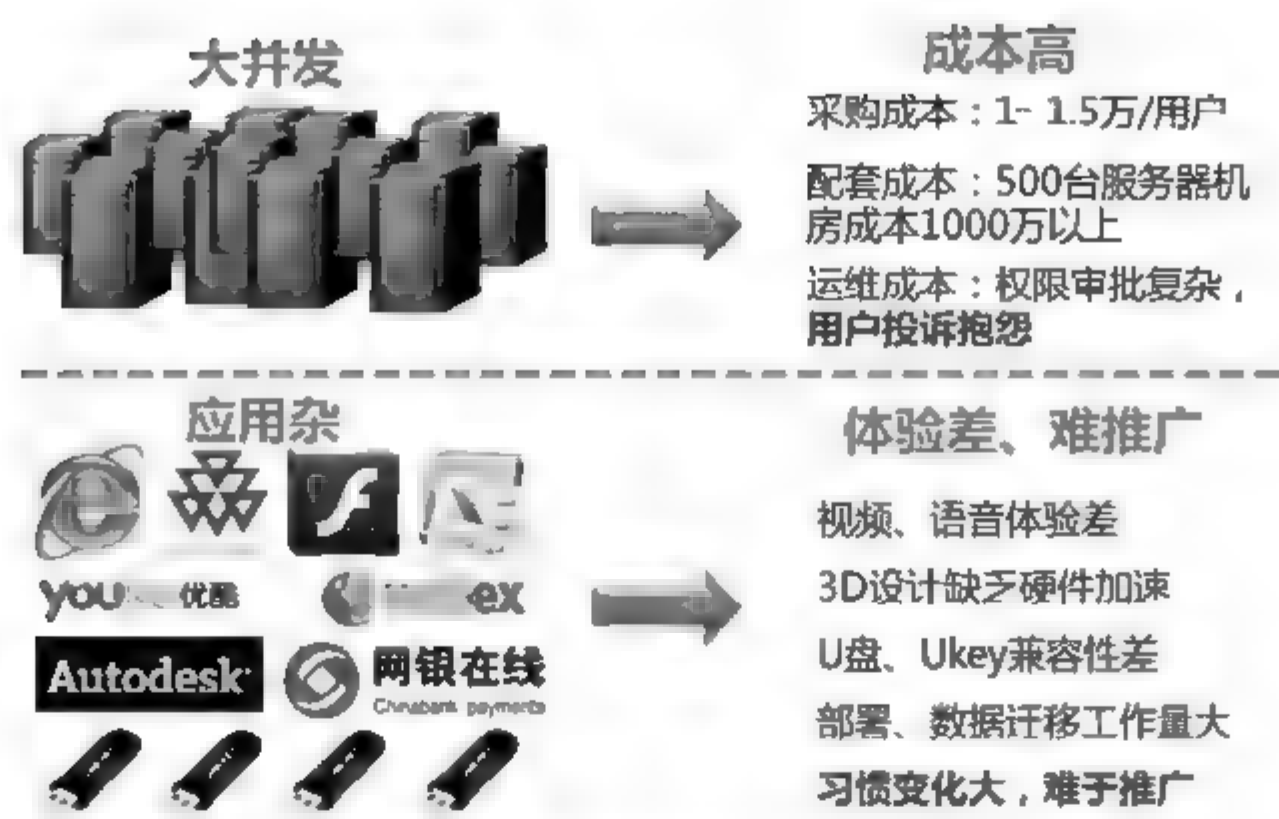 大并发
成本高
采购成本：1- 1.5万/用户
配套成本：500台服务器机
房成本1000万以上
运维成本：权限审批复杂，
用户投诉抱怨
应用杂
体验差、难推广
YOU 优酷
ex
Autodesk
网银在线
Chinabank payments
视频、语音体验差
3D设计缺乏硬件加速
U盘、Ukey兼容性差
部署、数据迁移工作量大
习惯变化大，难于推广